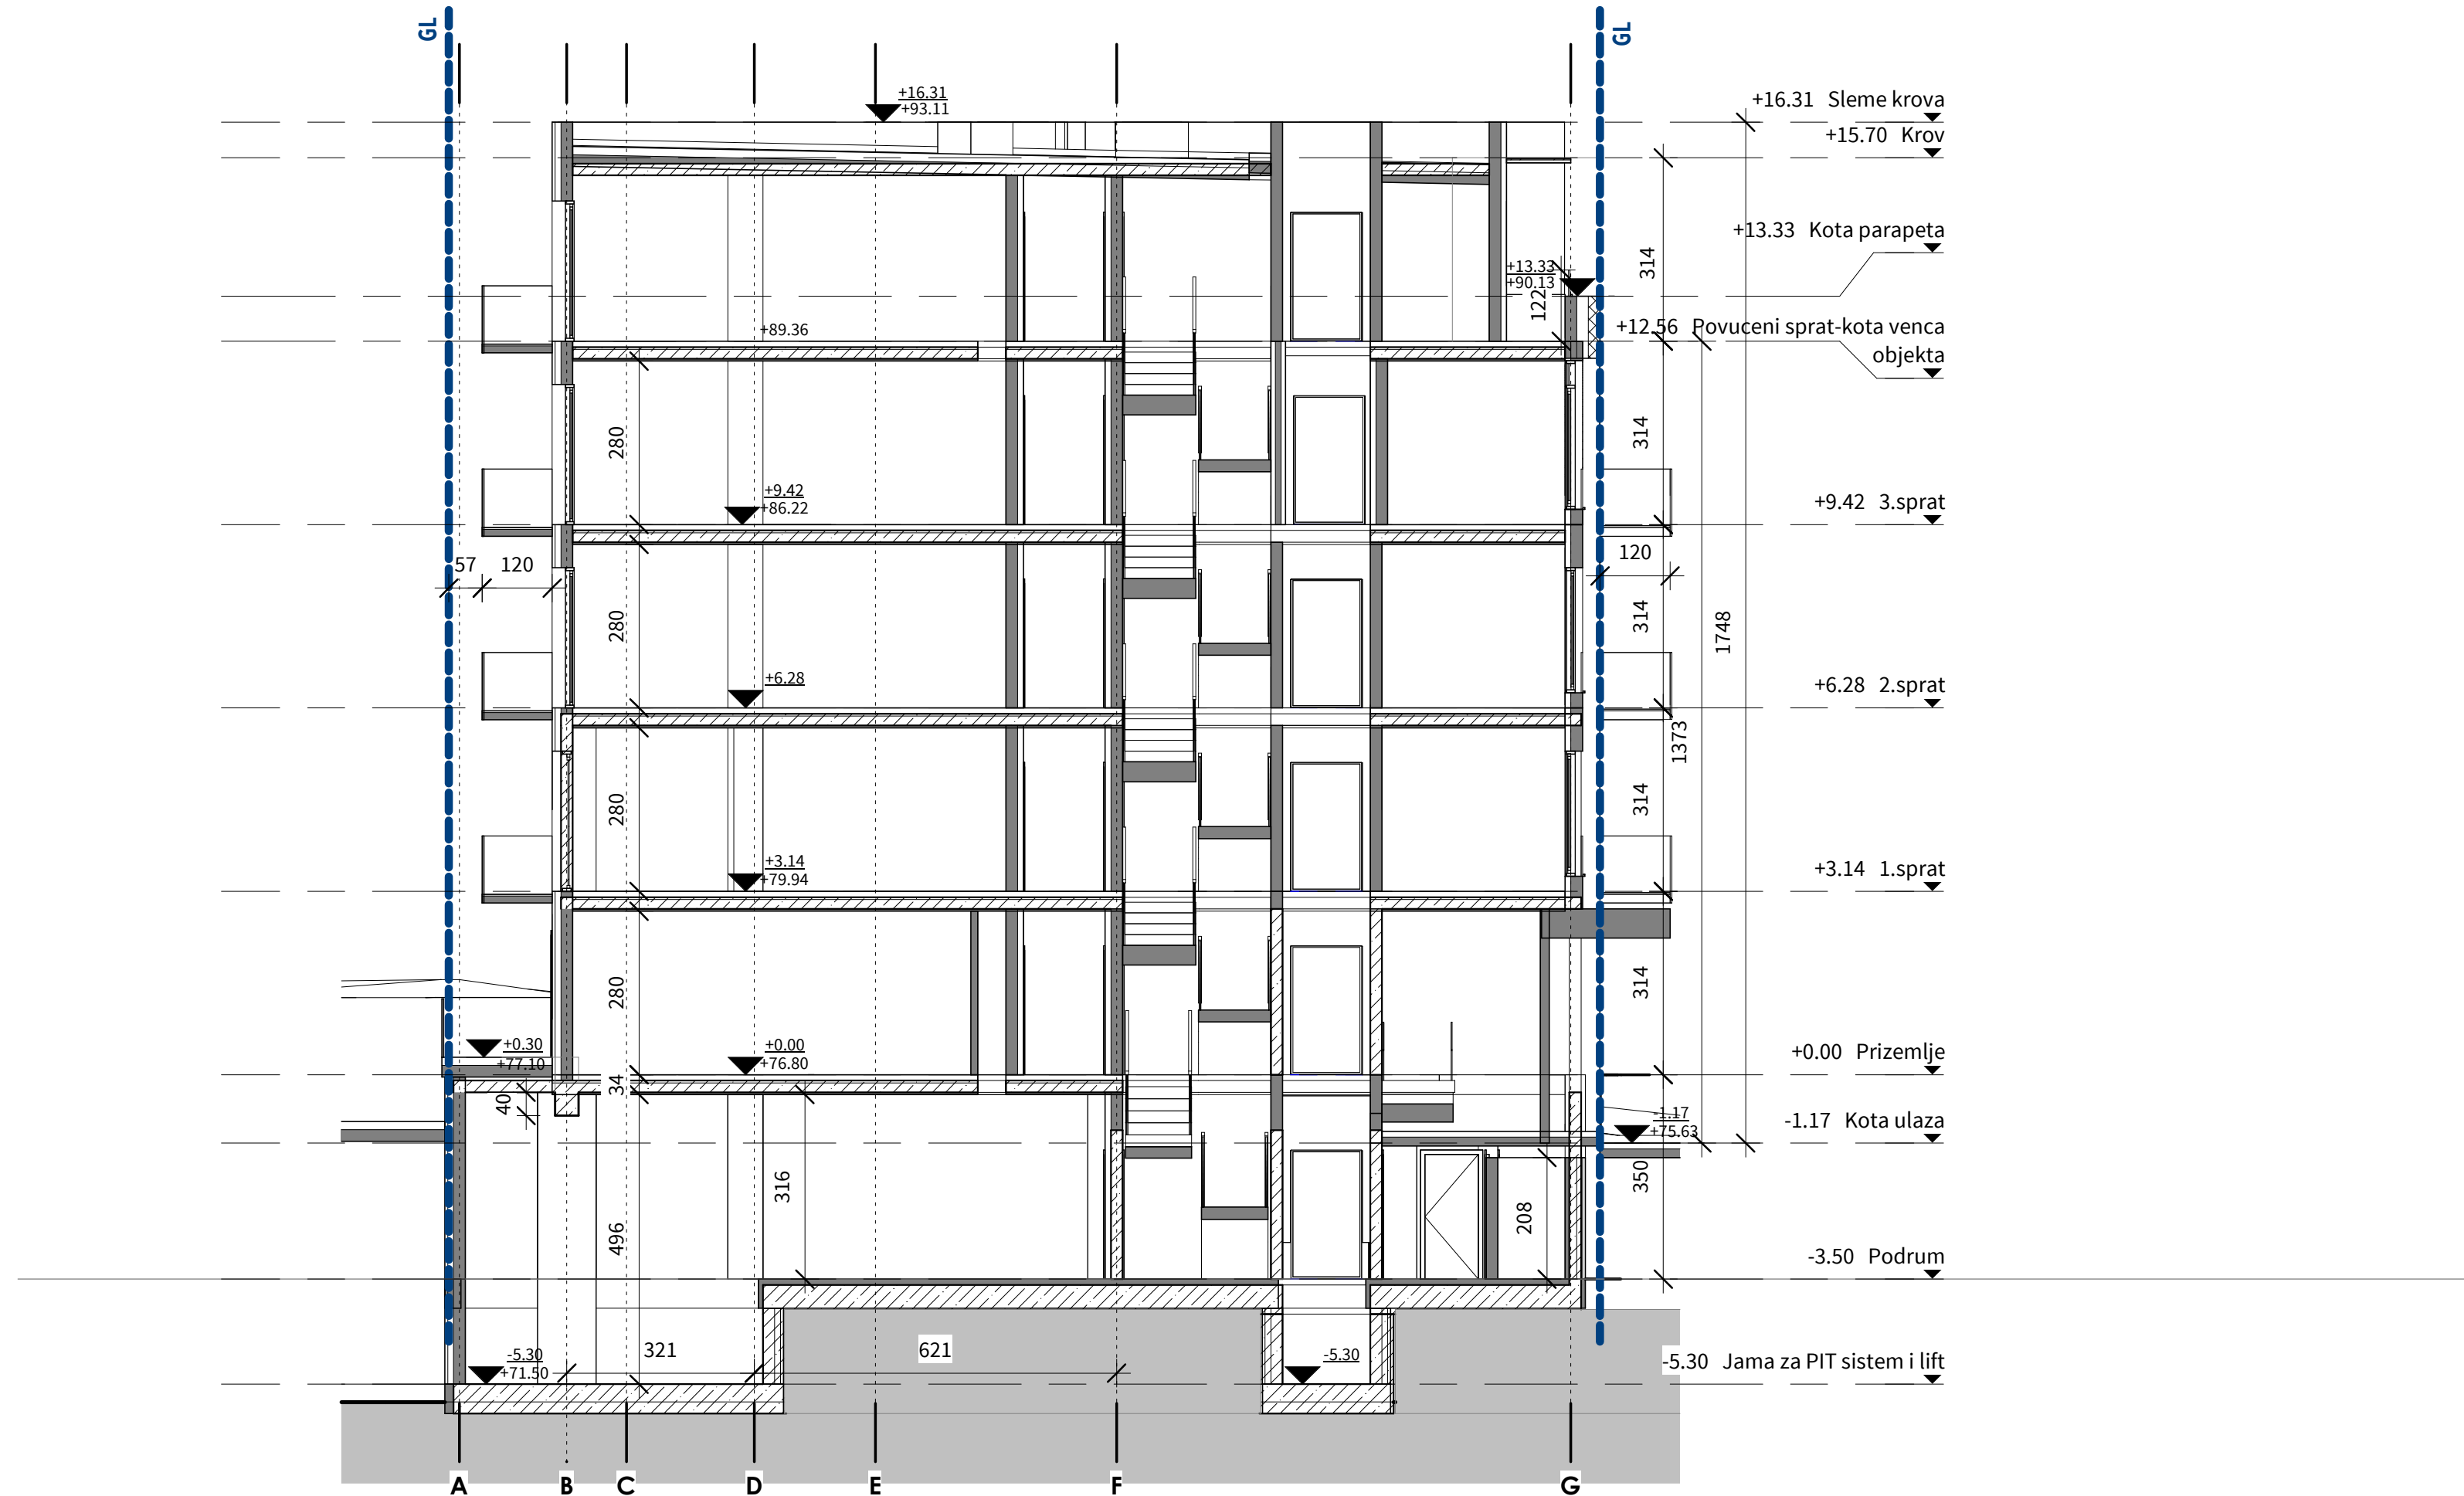 GL
GL
+16.31
+93.11
+16.31 Sleme krova
+15.70 Krov
+13.33 Kota parapeta
314
+13.33
+90.13
122
+89.36
+12.56 Povuceni sprat-kota venca
objekta
280
314
+9.42
+86.22
+9.42 3.sprat
57
120
120
280
314
1748
+6.28
+6.28 2.sprat
1373
280
314
+3.14
+79.94
+3.14 1.sprat
280
314
+0.30
+77.10
+0.00
+76.80
+0.00 Prizemlje
34
40
-1.17
+75.63
-1.17 Kota ulaza
316
350
208
496
-3.50 Podrum
321
621
-5.30
+71.50
-5.30
-5.30 Jama za PIT sistem i lift
A
B
C
D
E
F
G